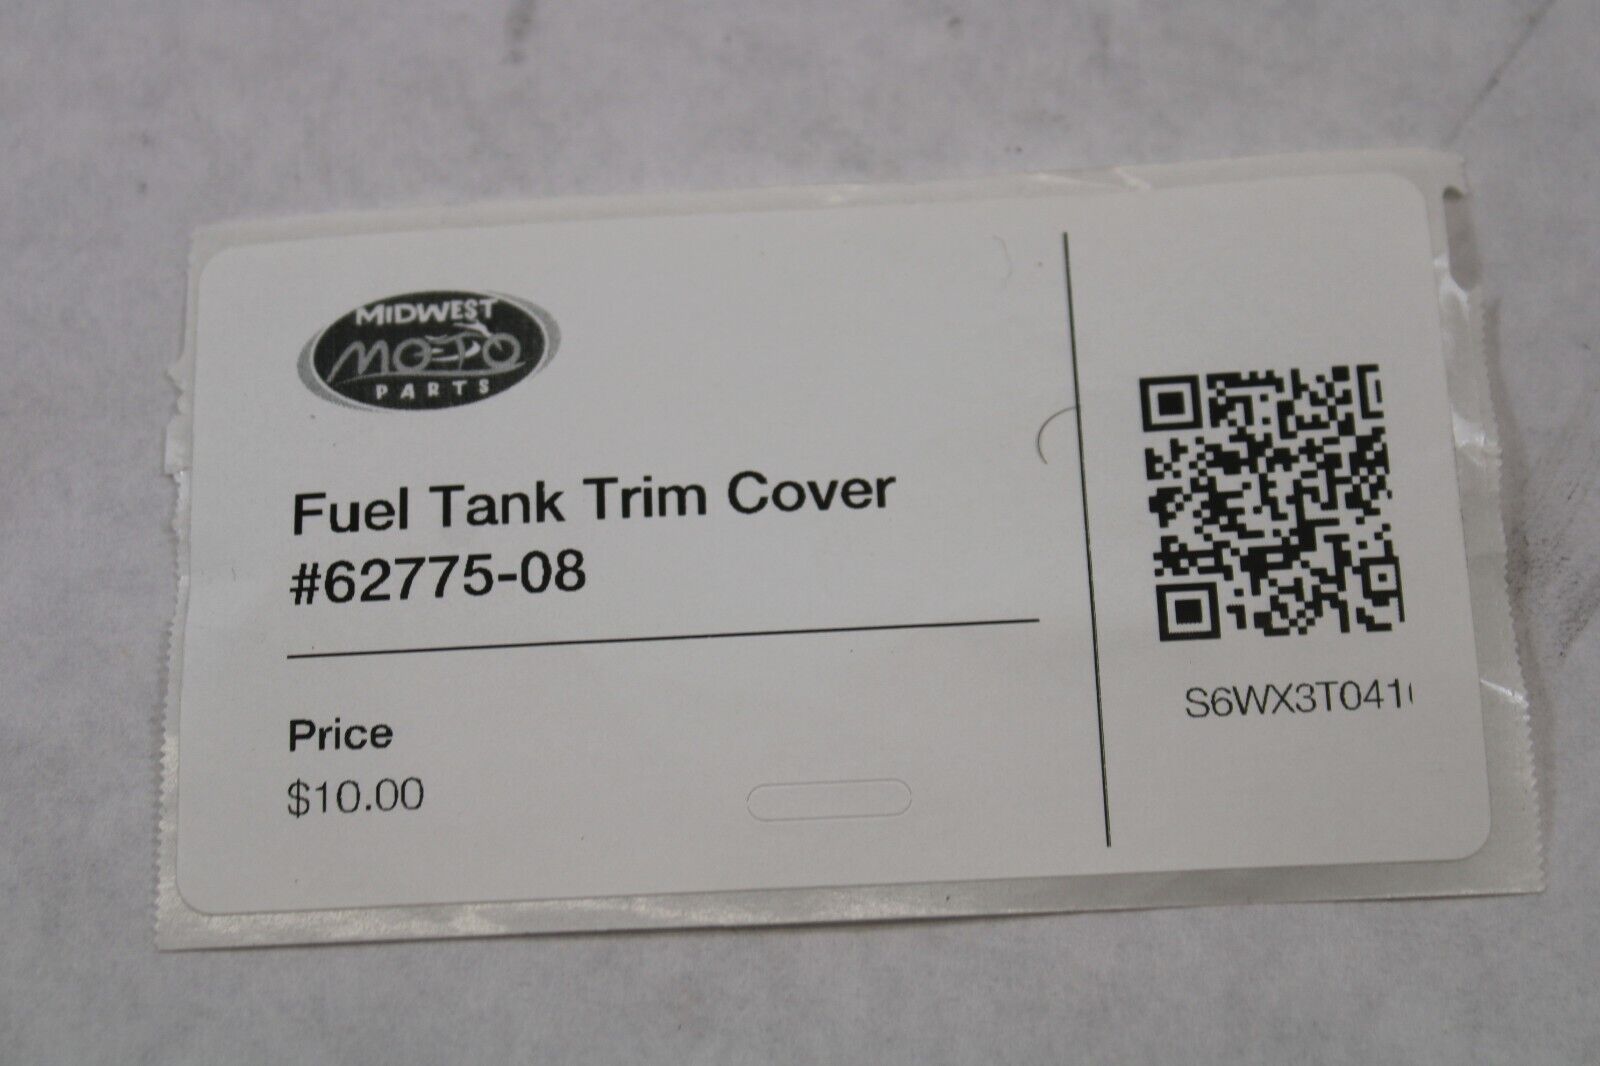 MIDWEST
MOTO
PARTS
Fuel Tank Trim Cover
#62775-08
Price
$10.00
S6WX3T041